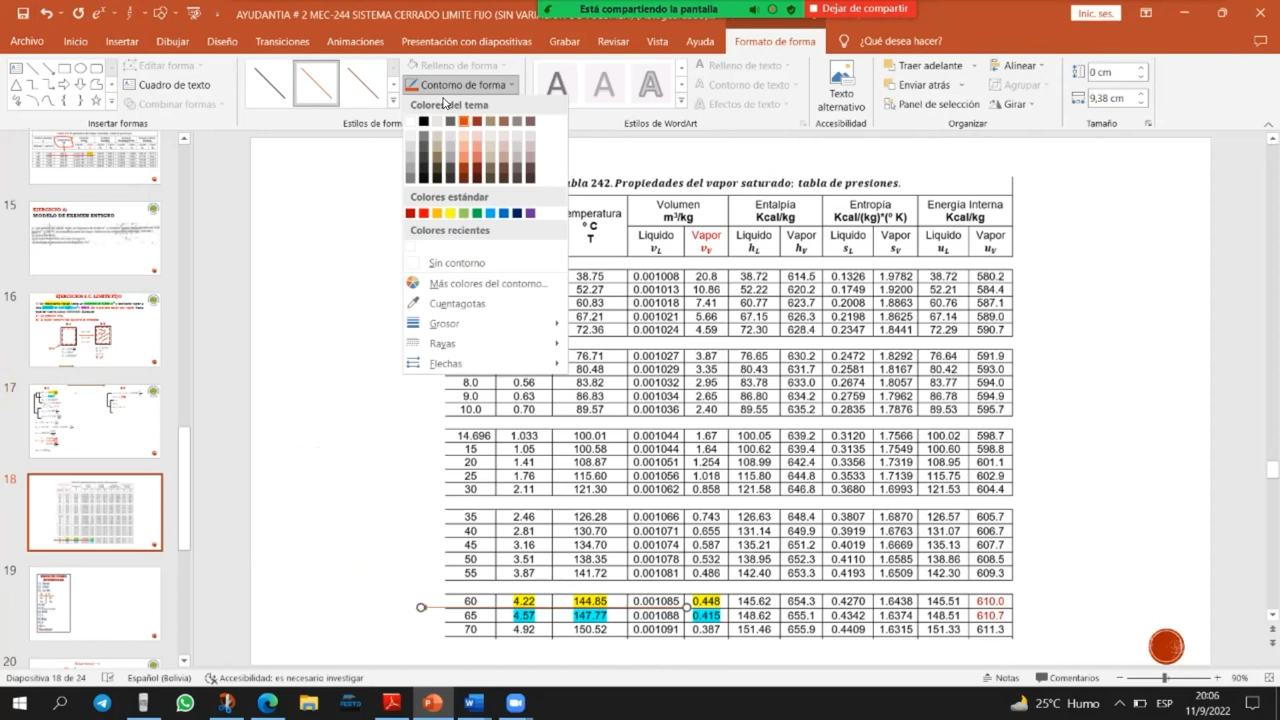 AYUDANTIA # 2 MEC-244 SISTEMA CERRADO LIMITE FIJO (SIN VAR
Está compartiendo la pantalla
Dejar de compartir
Inic. ses.
Archivo Inicio Insertar Dibujar Diseño Transiciones Animaciones Presentación con diapositivas Grabar Revisar Vista Ayuda Formato de forma ¿Qué desea hacer?
Editar forma
Cuadro de texto
Combinar formas
Insertar formas
Relleno de forma
Contorno de forma
Estilos de form
Relleno de texto
Contorno de texto
Efectos de texto
Estilos de WordArt
Texto
alternativo
Accesibilidad
Traer adelante
Enviar atrás
Panel de selección
Alinear
Agrupar
Girar
Organizar
0 cm
9,38 cm
Tamaño
Colores del tema
Colores estándar
Colores recientes
Sin contorno
Más colores del contorno...
Cuentagotas
Grosor
Rayas
Flechas
15
EJERCICIO 4:
MODELO DE EXAMEN ANTIGUO
16
17
18
19
20
abla 242. Propiedades del vapor saturado; tabla de presiones.
emperatura
º C
T
Volumen
m³/kg
Entalpía
Kcal/kg
Entropía
Kcal/(kg)*(º K)
Energía Interna
Kcal/kg
Liquido Vapor Liquido Vapor Liquido Vapor Liquido Vapor
vL vV hL hV sL sV uL uV
38.75 0.001008 20.8 38.72 614.5 0.1326 1.9782 38.72 580.2
52.27 0.001013 10.86 52.22 620.2 0.1749 1.9200 52.21 584.4
60.83 0.001018 7.41 60.79 623.7 0.2008 1.8863 60.78 587.1
67.21 0.001021 5.66 67.15 626.3 0.2198 1.8625 67.14 589.0
72.36 0.001024 4.59 72.30 628.4 0.2347 1.8441 72.29 590.7
76.71 0.001027 3.87 76.65 630.2 0.2472 1.8292 76.64 591.9
80.48 0.001029 3.35 80.43 631.7 0.2581 1.8167 80.42 593.0
8.0 0.56 83.82 0.001032 2.95 83.78 633.0 0.2674 1.8057 83.77 594.0
9.0 0.63 86.83 0.001034 2.65 86.80 634.2 0.2759 1.7962 86.78 594.9
10.0 0.70 89.57 0.001036 2.40 89.55 635.2 0.2835 1.7876 89.53 595.7
14.696 1.033 100.01 0.001044 1.67 100.05 639.2 0.3120 1.7566 100.02 598.7
15 1.05 100.58 0.001044 1.64 100.62 639.4 0.3135 1.7549 100.60 598.8
20 1.41 108.87 0.001051 1.254 108.99 642.4 0.3356 1.7319 108.95 601.1
25 1.76 115.60 0.001056 1.018 115.80 644.8 0.3533 1.7139 115.75 602.9
30 2.11 121.30 0.001062 0.858 121.58 646.8 0.3680 1.6993 121.53 604.4
35 2.46 126.28 0.001066 0.743 126.63 648.4 0.3807 1.6870 126.57 605.7
40 2.81 130.70 0.001071 0.655 131.14 649.9 0.3919 1.6763 131.07 606.7
45 3.16 134.70 0.001074 0.587 135.21 651.2 0.4019 1.6669 135.13 607.7
50 3.51 138.35 0.001078 0.532 138.95 652.3 0.4110 1.6585 138.86 608.5
55 3.87 141.72 0.001081 0.486 142.40 653.3 0.4193 1.6509 142.30 609.3
60 4.22 144.85 0.001085 0.448 145.62 654.3 0.4270 1.6438 145.51 610.0
65 4.57 147.77 0.001088 0.415 148.62 655.1 0.4342 1.6374 148.51 610.7
70 4.92 150.52 0.001091 0.387 151.46 655.9 0.4409 1.6315 151.33 611.3
Diapositiva 18 de 24 Español (Bolivia) Accesibilidad: es necesario investigar Notas Comentarios 90%
25°C Humo ESP
20:06
11/9/2022